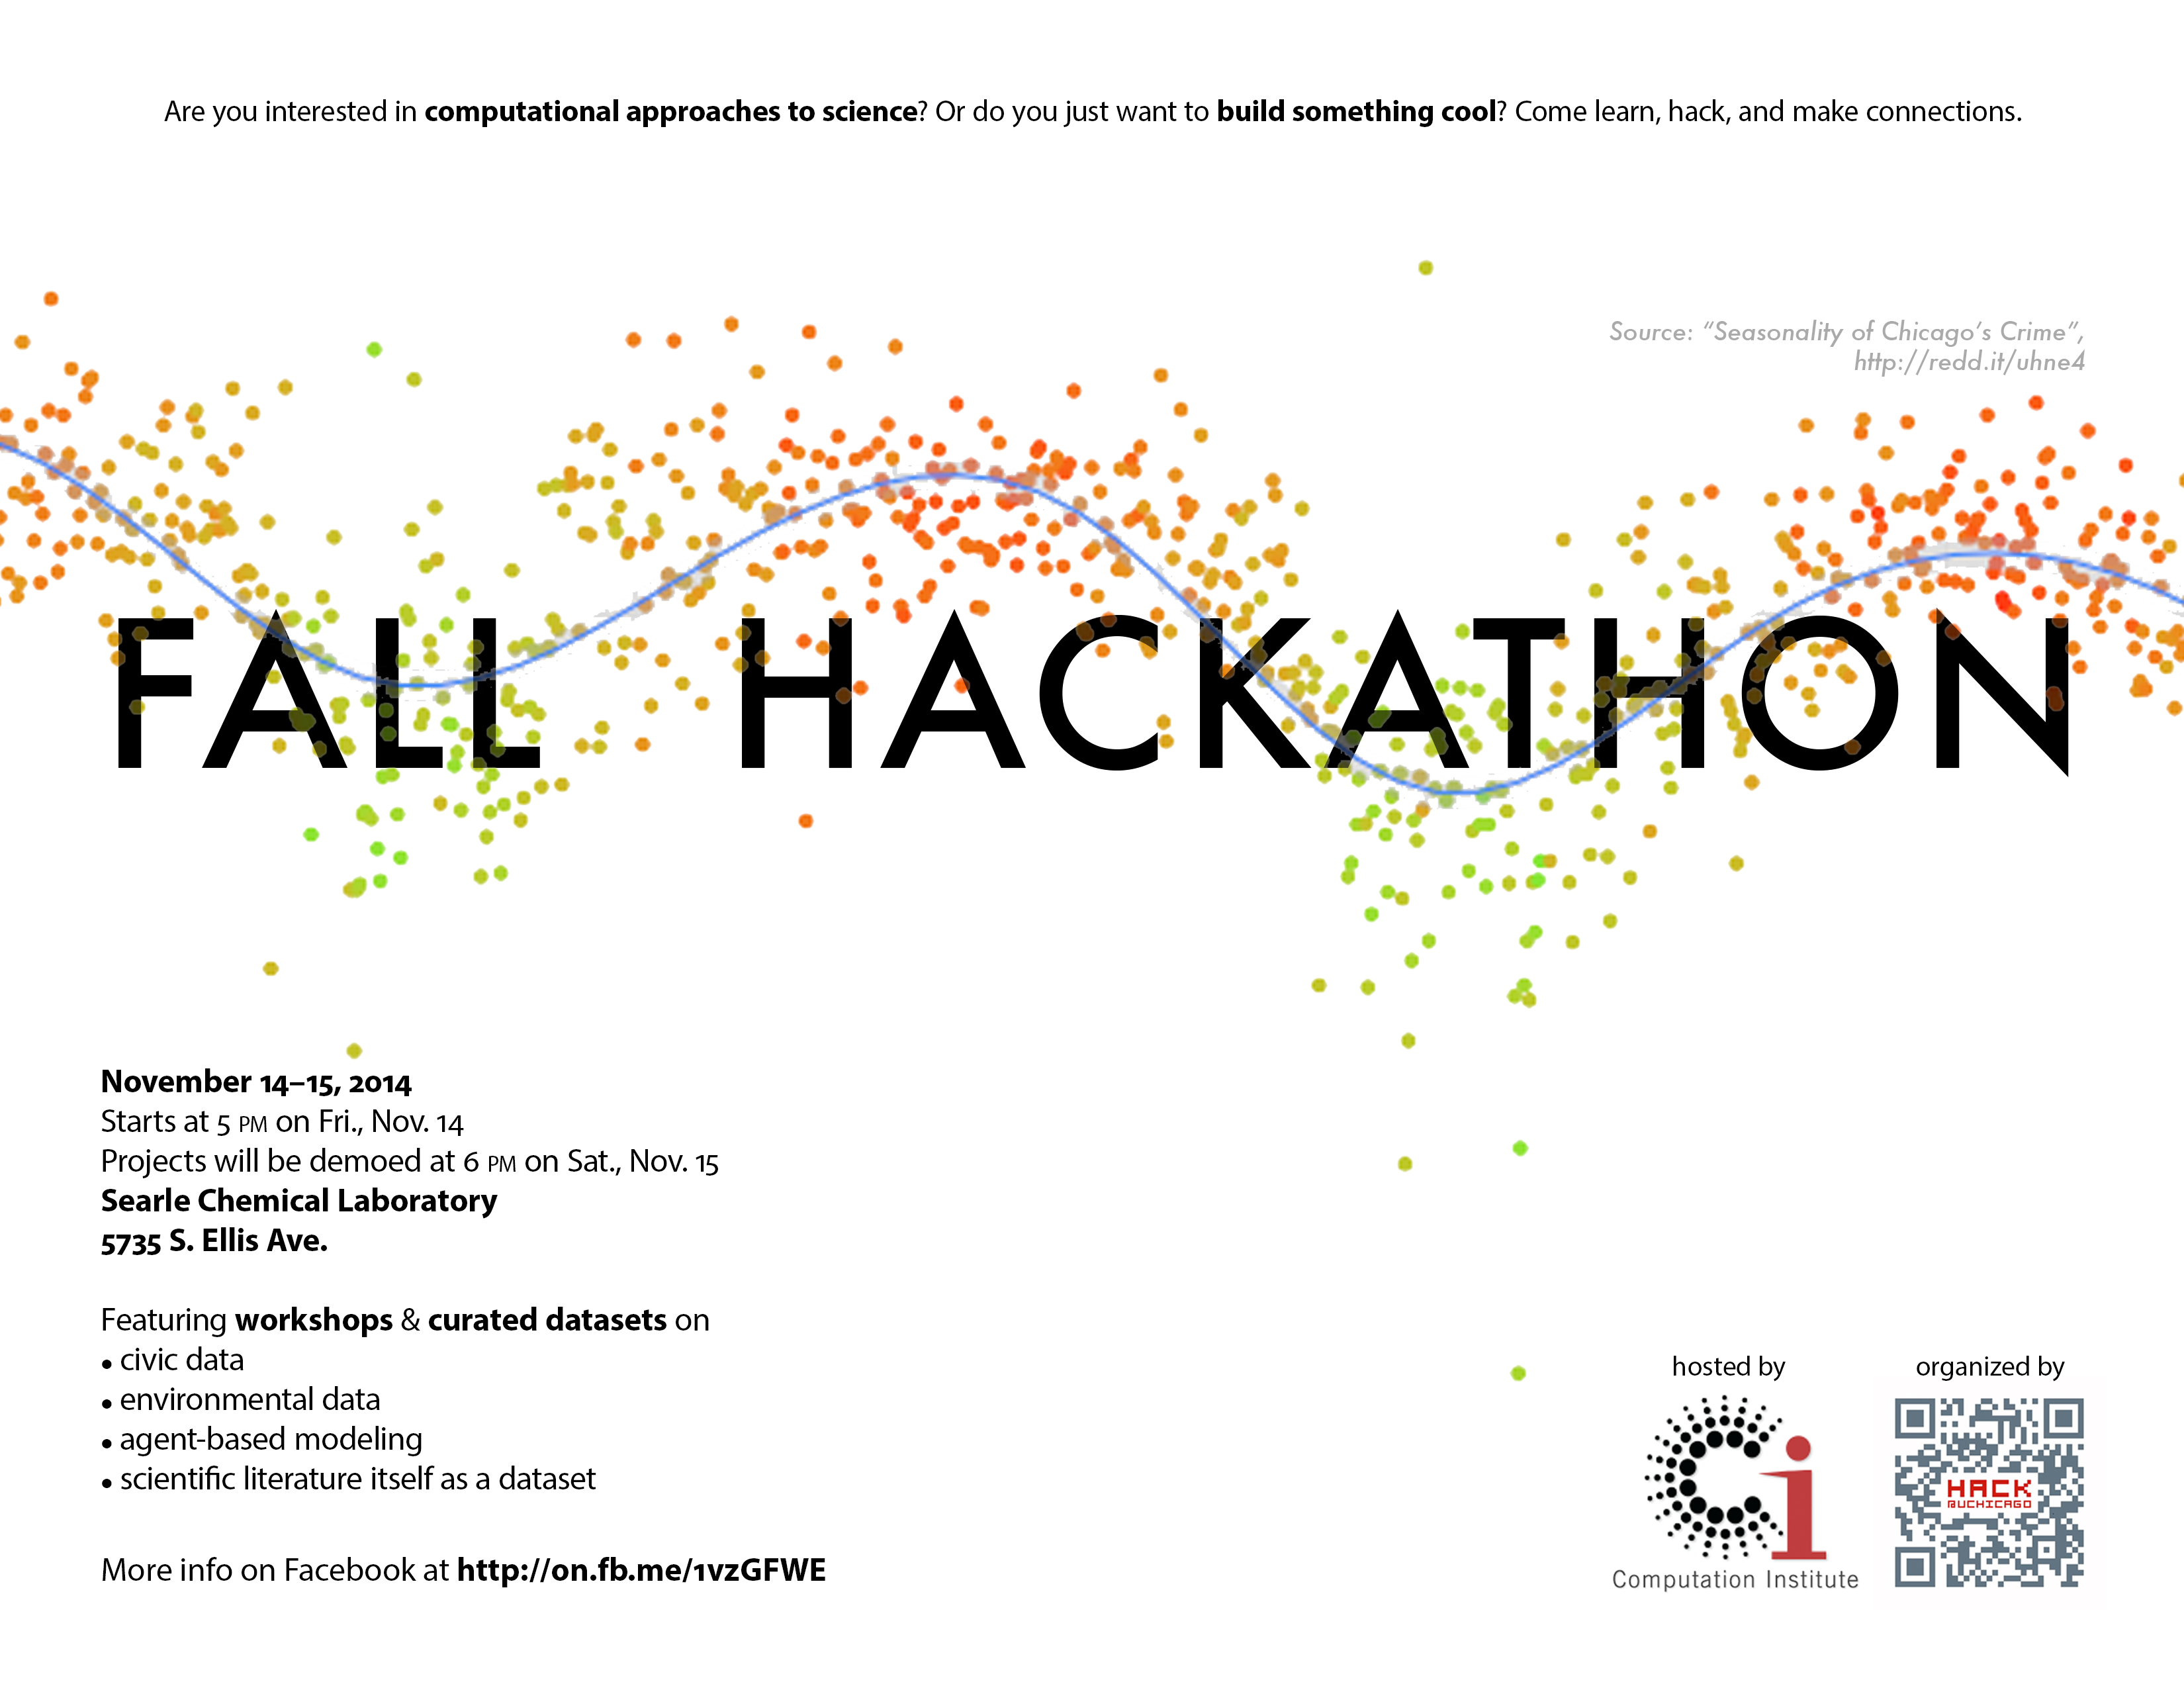 Are you interested in computational approaches to science? Or do you just want to build something cool? Come learn, hack, and make connections.
Source: “Seasonality of Chicago’s Crime”,
http://redd.it/uhne4
FALL HACKATHON
November 14–15, 2014
Starts at 5 PM on Fri., Nov. 14
Projects will be demoed at 6 PM on Sat., Nov. 15
Searle Chemical Laboratory
5735 S. Ellis Ave.
Featuring workshops & curated datasets on
• civic data
• environmental data
• agent-based modeling
• scientific literature itself as a dataset
More info on Facebook at http://on.fb.me/1vzGFWE
hosted by
Ci
Computation Institute
organized by
HACK
@UCHICAGO